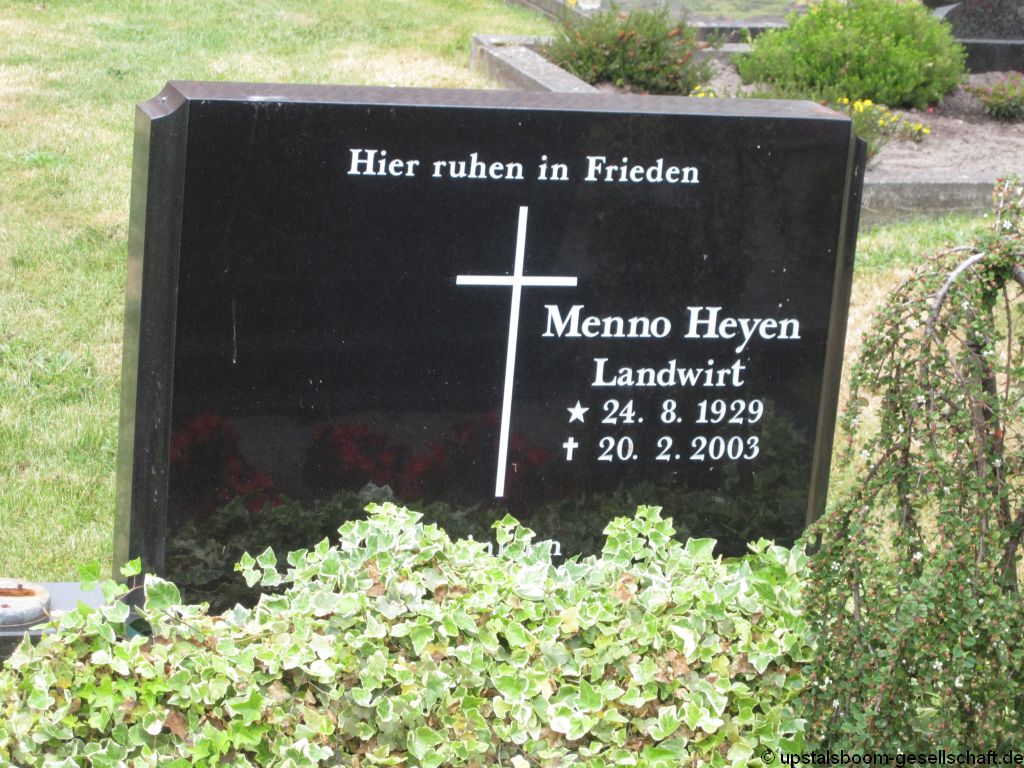 Hier ruhen in Frieden
Menno Heyen
Landwirt
★ 24. 8. 1929
✝ 20. 2. 2003
© upstalsboom-gesellschaft.de